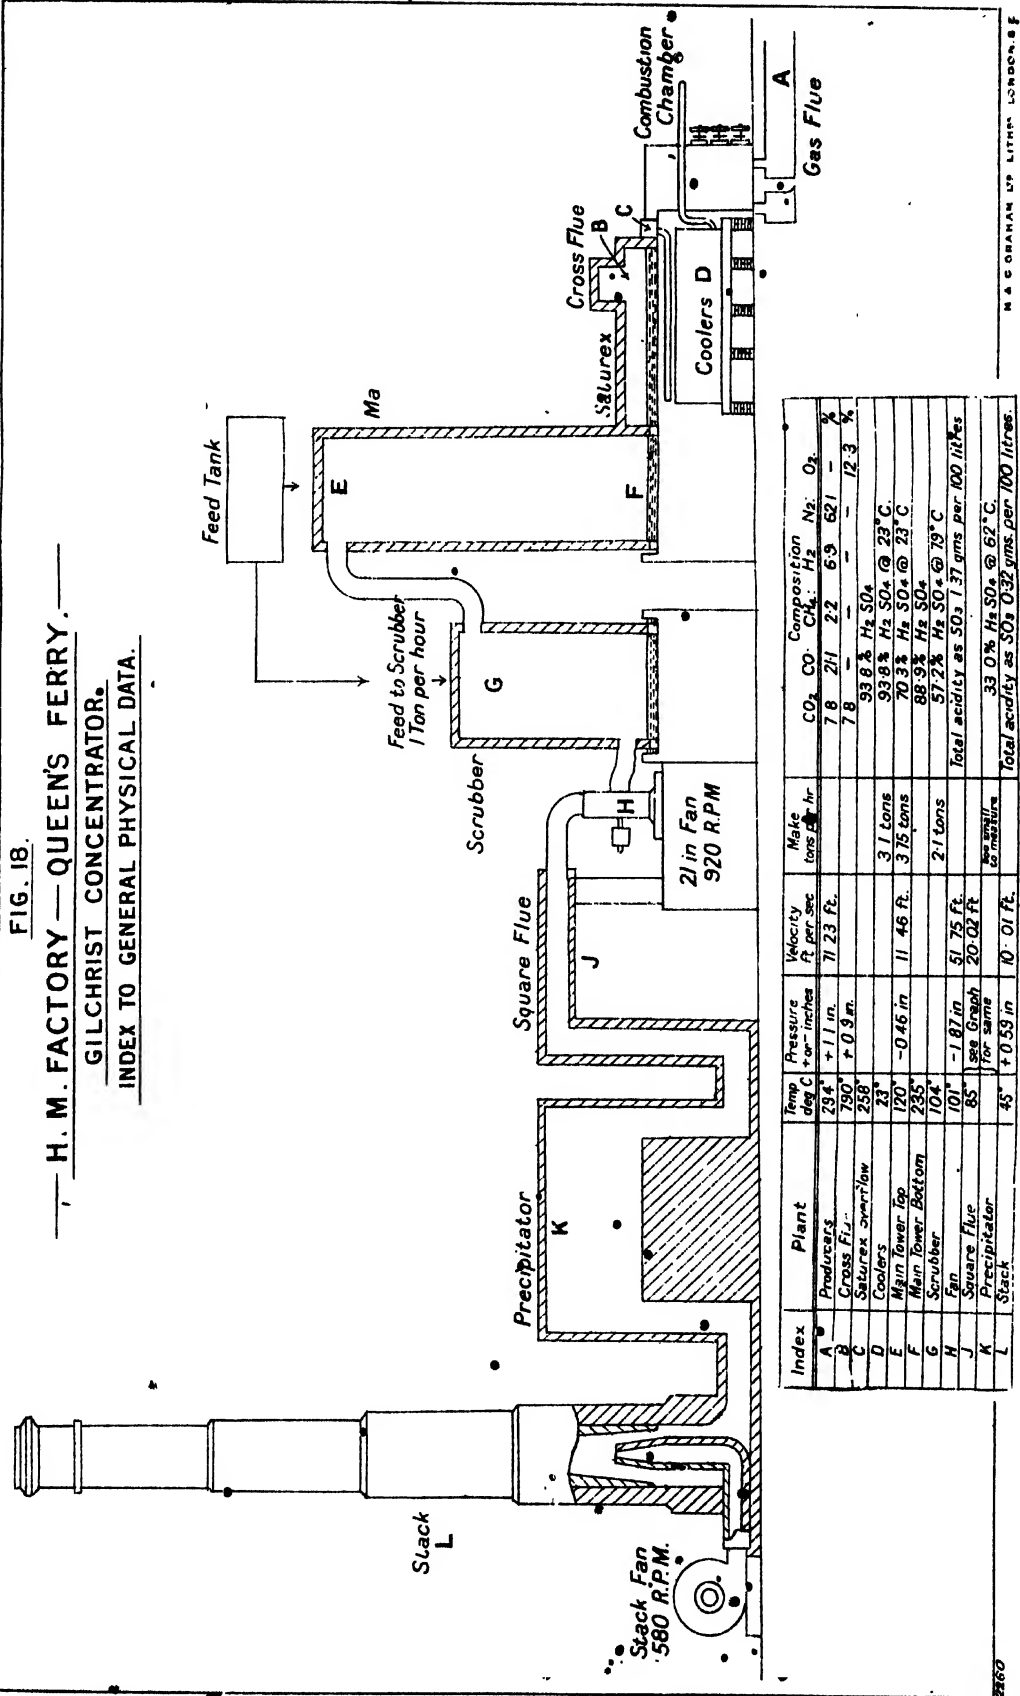 FIG. 18.
H. M. FACTORY — QUEEN'S FERRY.
GILCHRIST CONCENTRATOR.
INDEX TO GENERAL PHYSICAL DATA.
Stack
L
Stack Fan
580 R.P.M.
Precipitator
K
Square Flue
J
21 in Fan
920 R.P.M
H
Scrubber
Feed to Scrubber
1 Ton per hour
G
Feed Tank
Ma
E
F
Saturex
Cross Flue
B
C
Coolers D
Combustion
Chamber
A
Gas Flue
Index Plant Temp deg C Pressure + or - inches Velocity ft per sec Make tons per hr Composition CO2 CO CH4: H2 N2: O2.
A Producers 294° +1 1 in. 71 23 ft. 7 8 21·1 2·2 6·9 62 1 - %
B Cross 790° + 0 9 in. 7 8 - - - - 12·3 %
C Saturex overflow 258° 93 8 % H2 SO4
D Coolers 23° 3 1 tons 93·8 % H2 SO4 @ 23° C.
E Main Tower Top 120° -0 46 in 11 46 ft. 3 75 tons 70 3 % H2 SO4 @ 23° C
F Main Tower Bottom 235° 88 · 9 % H2 SO4
G Scrubber 104° 2·1 tons 57·2 % H2 SO4 @ 79° C
H Fan 101° -1 87 in 51 75 ft. Total acidity as SO3 1 37 gms per 100 litres
J Square Flue 85° see Graph 20·02 ft
K Precipitator for same too small to measure 33 0 % H2 SO4 @ 62° C.
L Stack 45° + 0 59 in 10 · 01 ft. Total acidity as SO3 0·32 gms. per 100 litres.